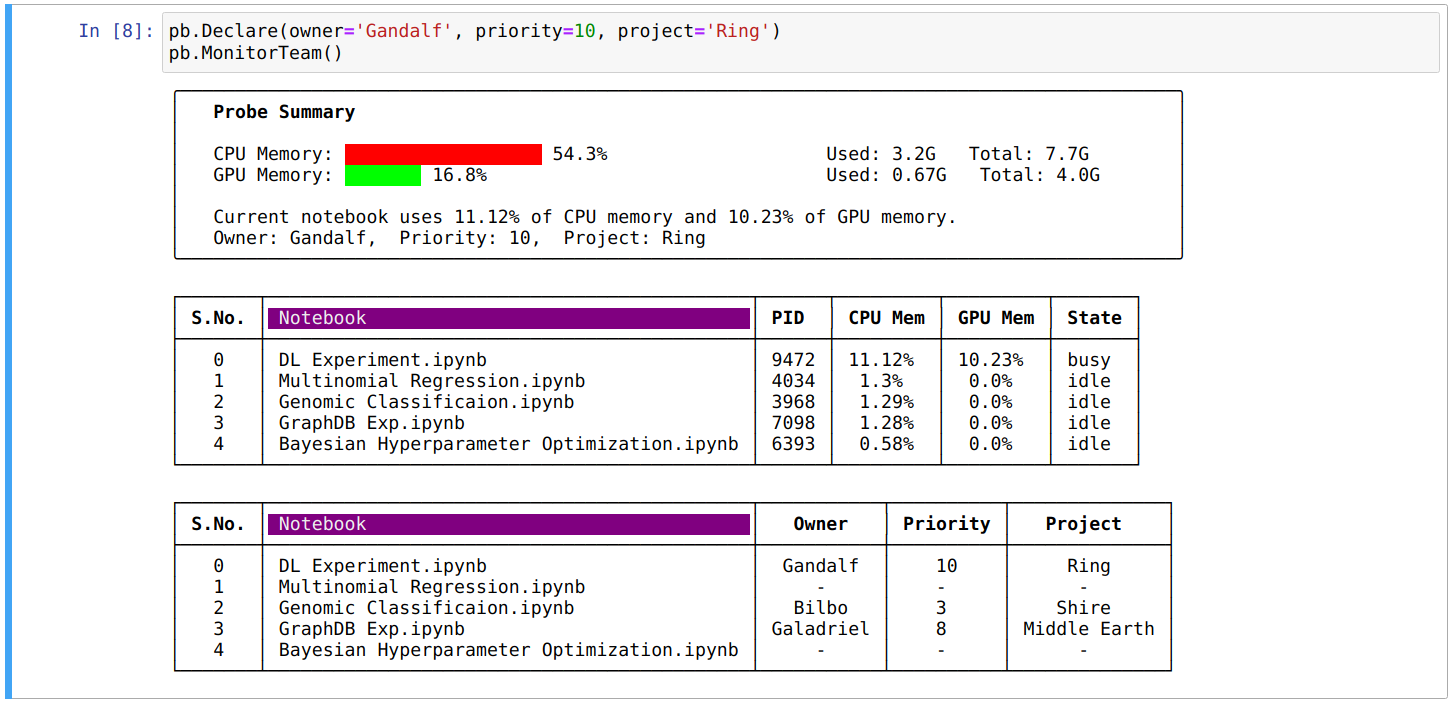 In [8]: pb.Declare(owner='Gandalf', priority=10, project='Ring')
pb.MonitorTeam()
Probe Summary
CPU Memory: 54.3% Used: 3.2G Total: 7.7G
GPU Memory: 16.8% Used: 0.67G Total: 4.0G
Current notebook uses 11.12% of CPU memory and 10.23% of GPU memory.
Owner: Gandalf, Priority: 10, Project: Ring
S.No. Notebook PID CPU Mem GPU Mem State
0 DL Experiment.ipynb 9472 11.12% 10.23% busy
1 Multinomial Regression.ipynb 4034 1.3% 0.0% idle
2 Genomic Classificaion.ipynb 3968 1.29% 0.0% idle
3 GraphDB Exp.ipynb 7098 1.28% 0.0% idle
4 Bayesian Hyperparameter Optimization.ipynb 6393 0.58% 0.0% idle
S.No. Notebook Owner Priority Project
0 DL Experiment.ipynb Gandalf 10 Ring
1 Multinomial Regression.ipynb - - -
2 Genomic Classificaion.ipynb Bilbo 3 Shire
3 GraphDB Exp.ipynb Galadriel 8 Middle Earth
4 Bayesian Hyperparameter Optimization.ipynb - - -